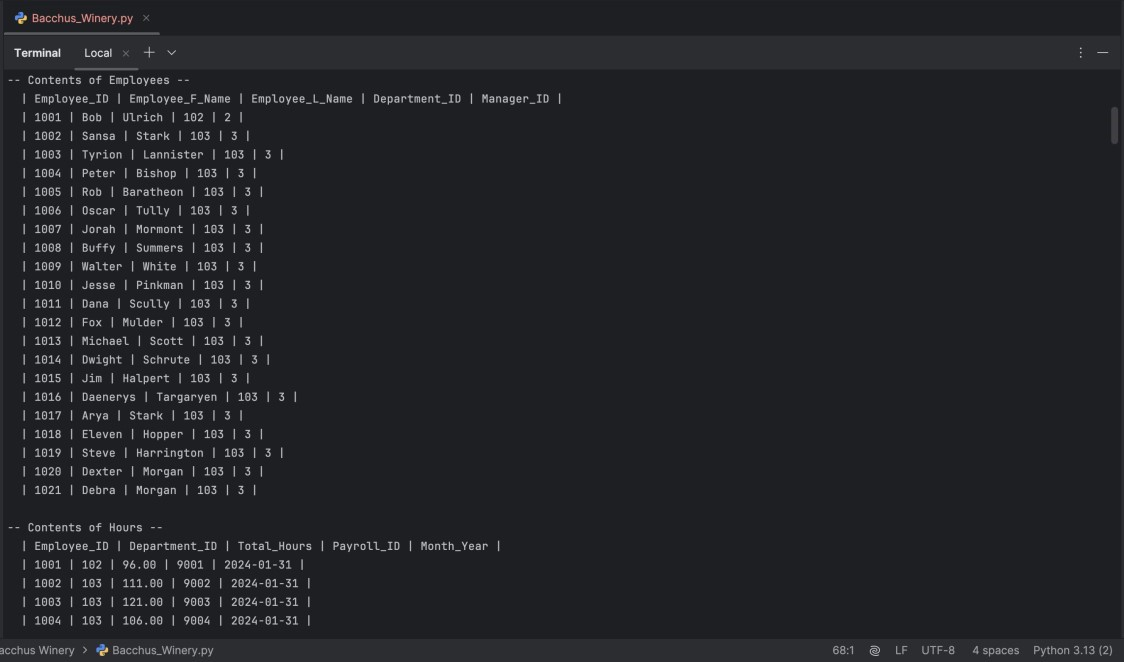 Bacchus_Winery.py ×
Terminal Local × +
-- Contents of Employees --
| Employee_ID | Employee_F_Name | Employee_L_Name | Department_ID | Manager_ID |
| 1001 | Bob | Ulrich | 102 | 2 |
| 1002 | Sansa | Stark | 103 | 3 |
| 1003 | Tyrion | Lannister | 103 | 3 |
| 1004 | Peter | Bishop | 103 | 3 |
| 1005 | Rob | Baratheon | 103 | 3 |
| 1006 | Oscar | Tully | 103 | 3 |
| 1007 | Jorah | Mormont | 103 | 3 |
| 1008 | Buffy | Summers | 103 | 3 |
| 1009 | Walter | White | 103 | 3 |
| 1010 | Jesse | Pinkman | 103 | 3 |
| 1011 | Dana | Scully | 103 | 3 |
| 1012 | Fox | Mulder | 103 | 3 |
| 1013 | Michael | Scott | 103 | 3 |
| 1014 | Dwight | Schrute | 103 | 3 |
| 1015 | Jim | Halpert | 103 | 3 |
| 1016 | Daenerys | Targaryen | 103 | 3 |
| 1017 | Arya | Stark | 103 | 3 |
| 1018 | Eleven | Hopper | 103 | 3 |
| 1019 | Steve | Harrington | 103 | 3 |
| 1020 | Dexter | Morgan | 103 | 3 |
| 1021 | Debra | Morgan | 103 | 3 |
-- Contents of Hours --
| Employee_ID | Department_ID | Total_Hours | Payroll_ID | Month_Year |
| 1001 | 102 | 96.00 | 9001 | 2024-01-31 |
| 1002 | 103 | 111.00 | 9002 | 2024-01-31 |
| 1003 | 103 | 121.00 | 9003 | 2024-01-31 |
| 1004 | 103 | 106.00 | 9004 | 2024-01-31 |
acchus Winery > Bacchus_Winery.py 68:1 LF UTF-8 4 spaces Python 3.13 (2)